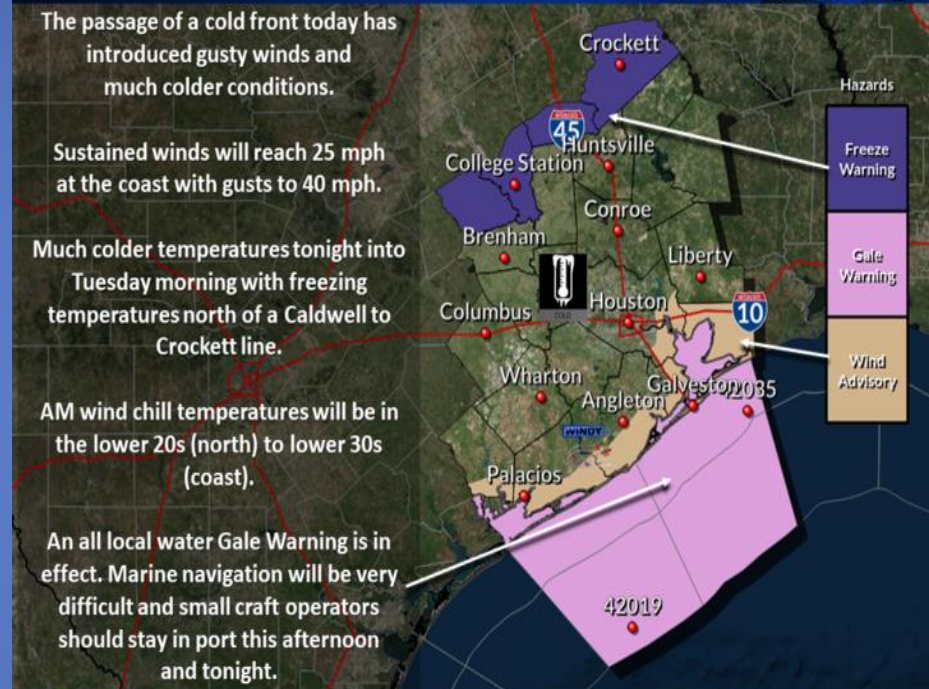 The passage of a cold front today has
introduced gusty winds and
much colder conditions.
Sustained winds will reach 25 mph
at the coast with gusts to 40 mph.
Much colder temperatures tonight into
Tuesday morning with freezing
temperatures north of a Caldwell to
Crockett line.
AM wind chill temperatures will be in
the lower 20s (north) to lower 30s
(coast).
An all local water Gale Warning is in
effect. Marine navigation will be very
difficult and small craft operators
should stay in port this afternoon
and tonight.
Crockett
45
Huntsville
College Station
Conroe
Brenham
Liberty
COLD
Houston
10
Columbus
Wharton
Galveston
42035
Angleton
WINDY
Palacios
42019
Hazards
Freeze
Warning
Gale
Warning
Wind
Advisory